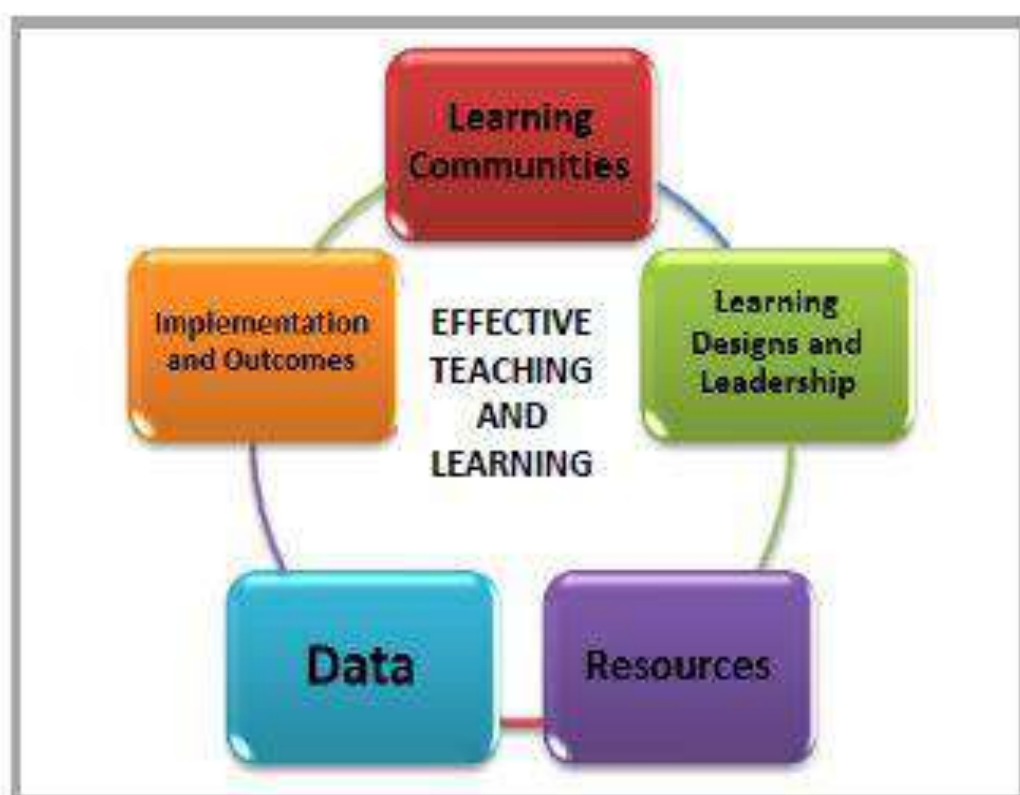 Learning
Communities
Implementation
and Outcomes
EFFECTIVE
TEACHING
AND
LEARNING
Learning
Designs and
Leadership
Data
Resources